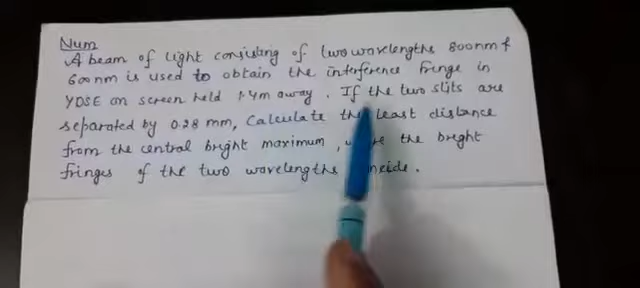 Num
A beam of light consisting of two wavelengths 800nm &
600nm is used to obtain the interference fringe in
YDSE on screen held 1.4m away. If the two slits are
separated by 0.28 mm, Calculate the least distance
from the central bright maximum, the bright
fringes of the two wavelengths